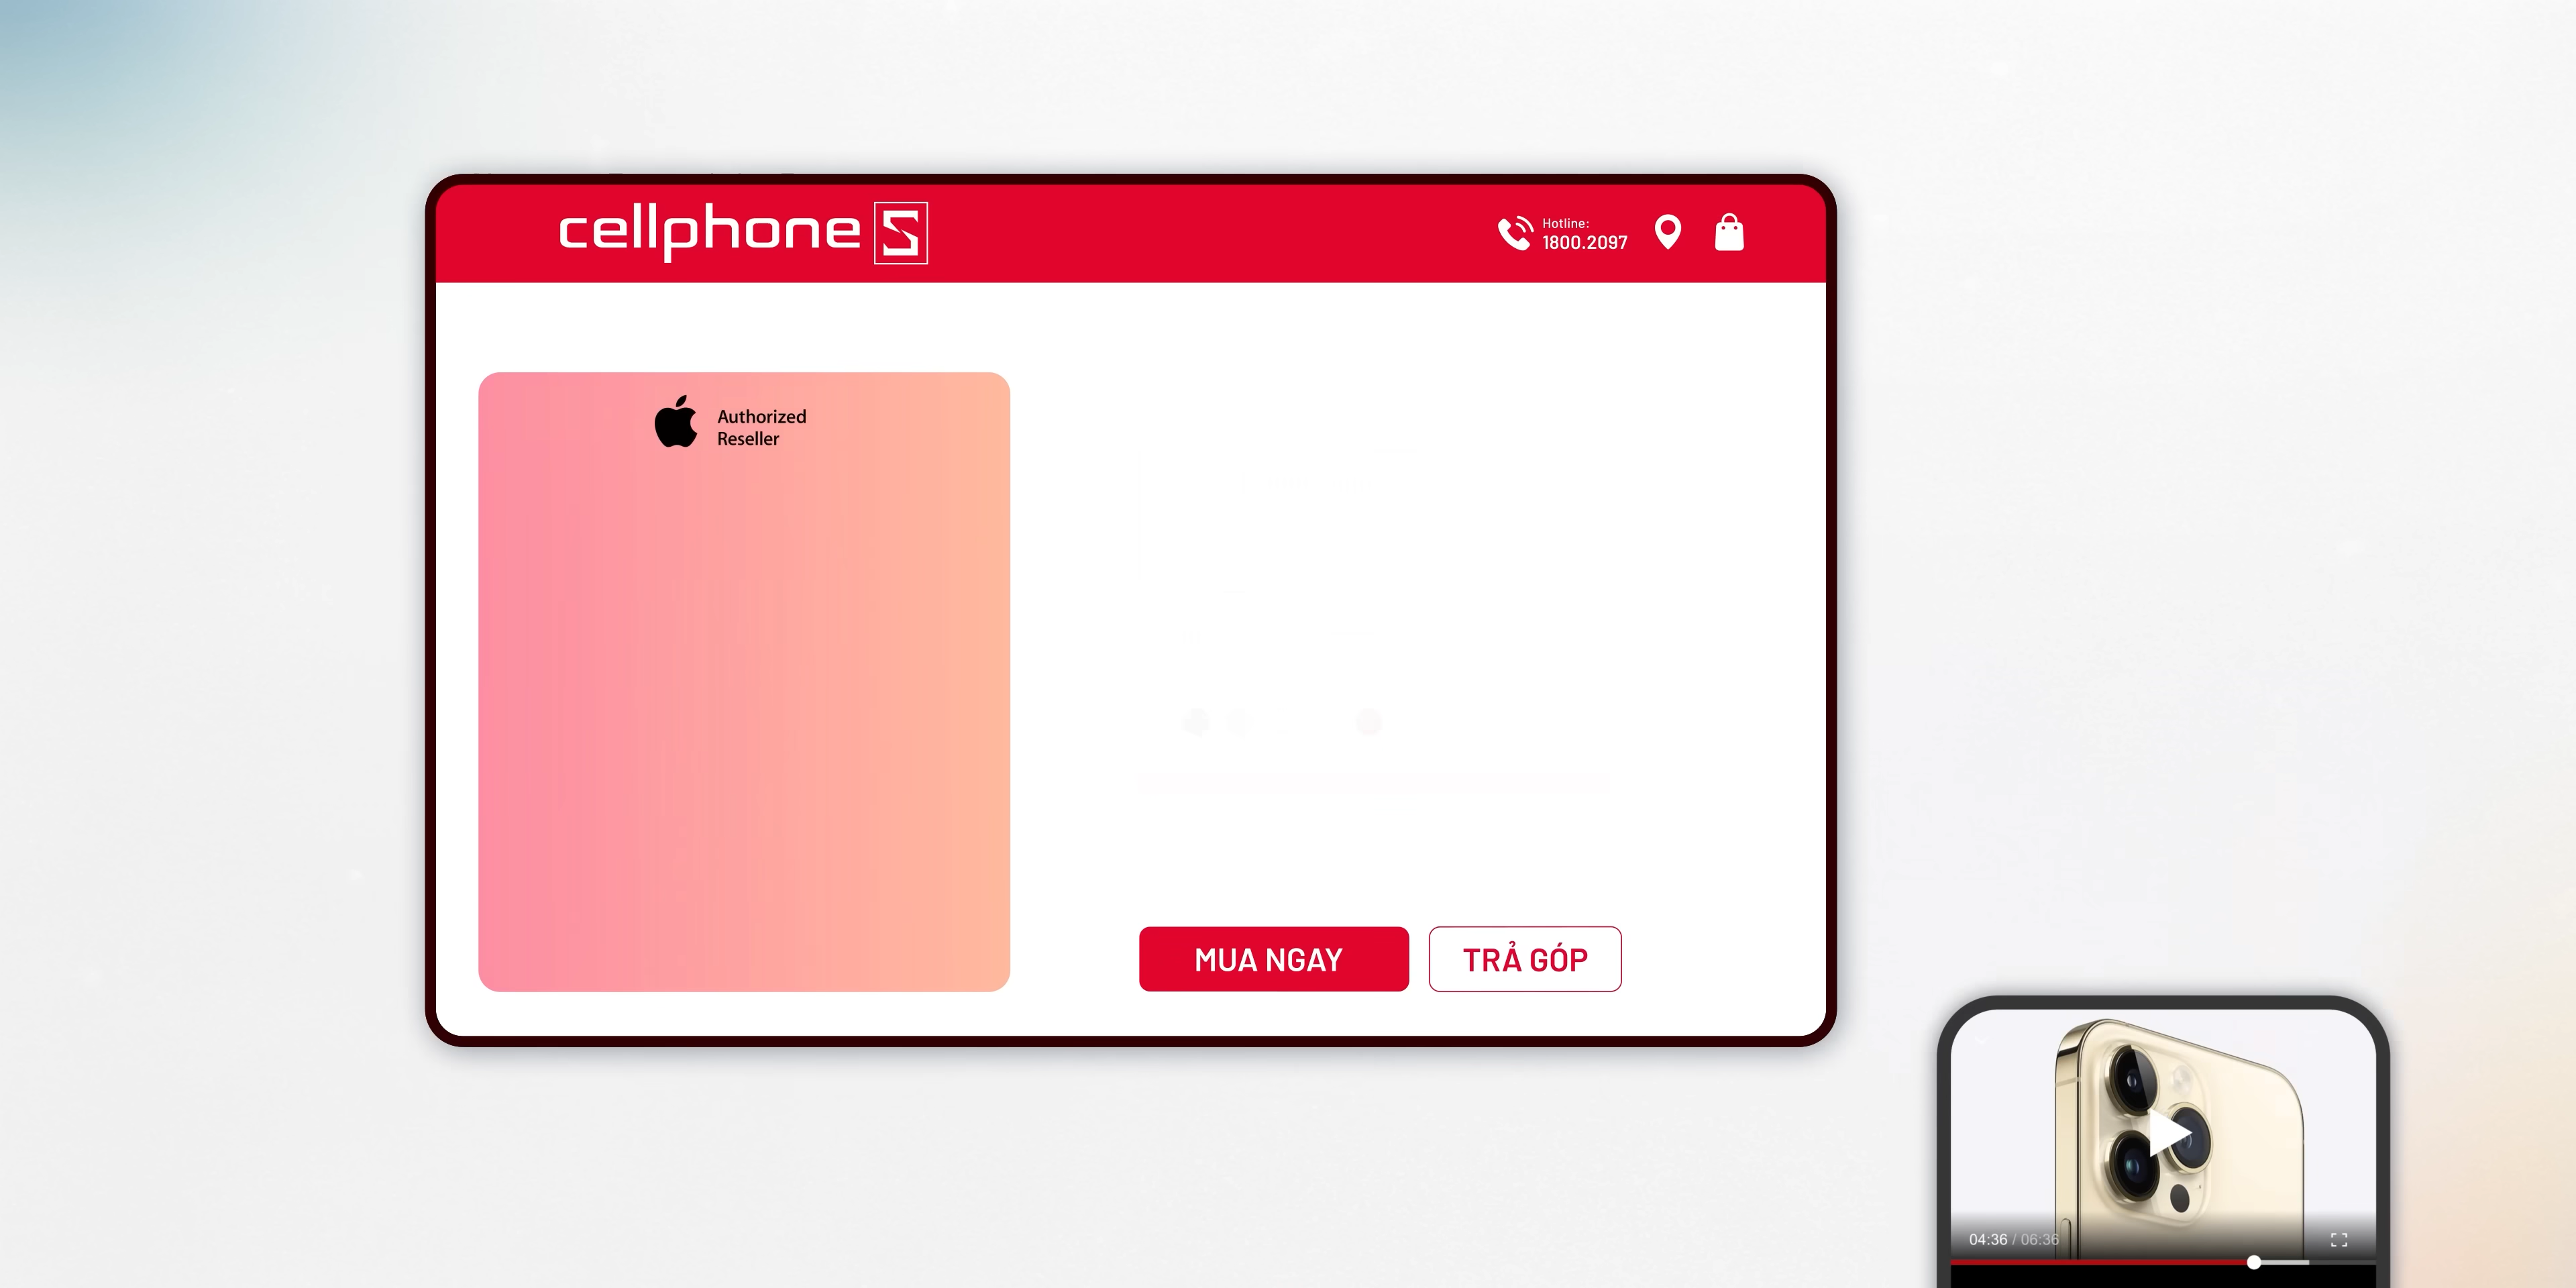 cellphone S
Hotline:
1800.2097
Authorized
Reseller
MUA NGAY
TRẢ GÓP
04:36 / 06:36